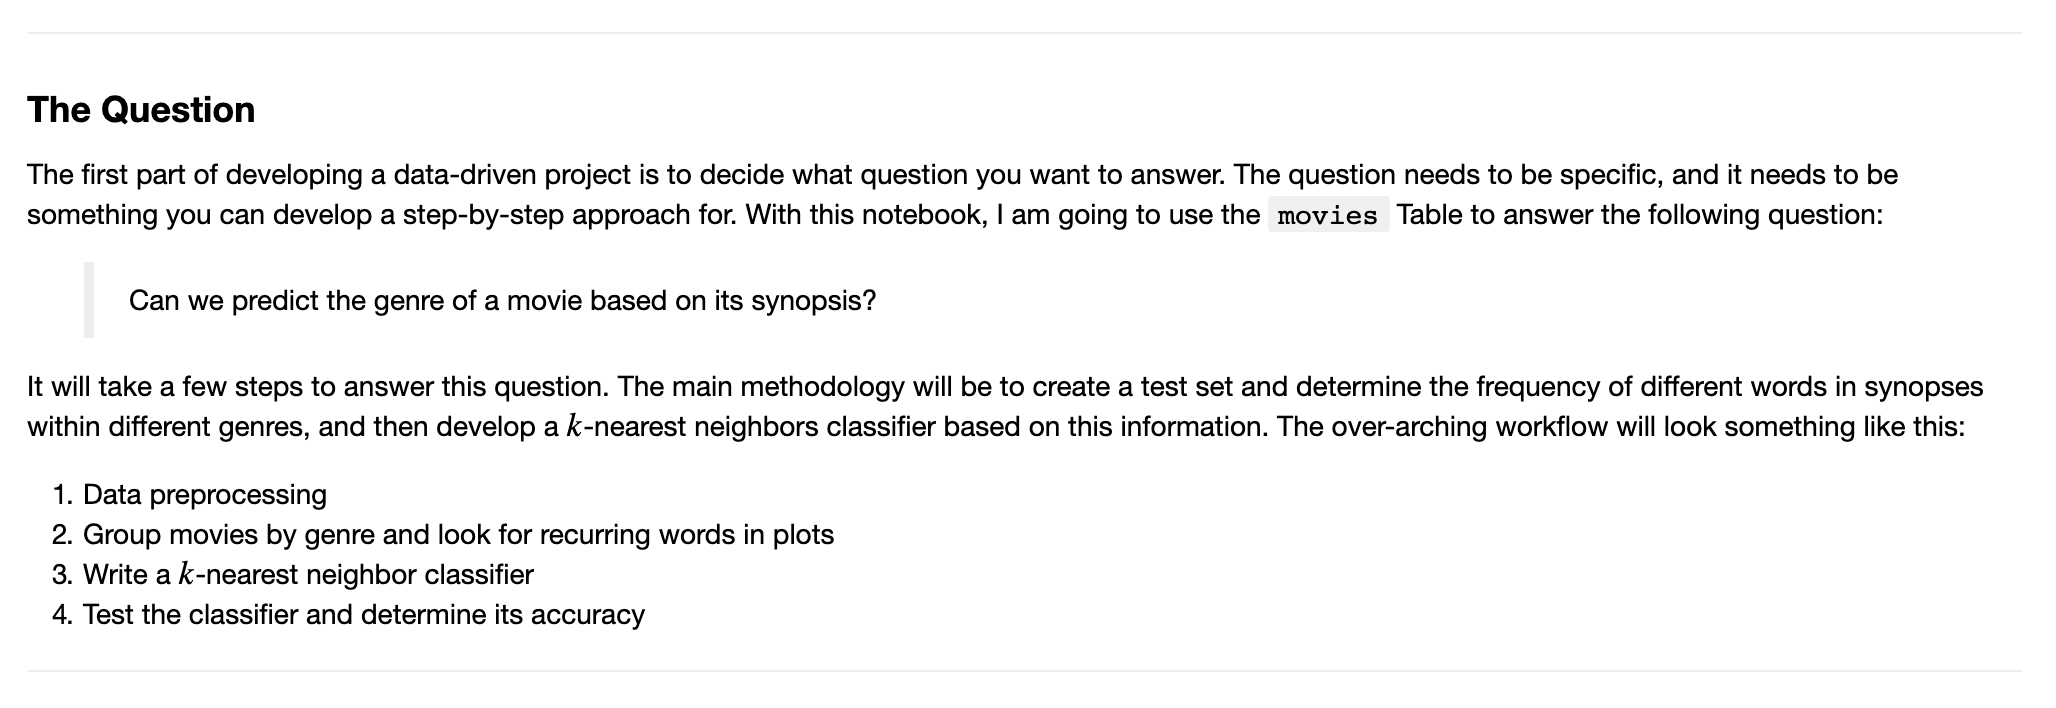 The Question
The first part of developing a data-driven project is to decide what question you want to answer. The question needs to be specific, and it needs to be
something you can develop a step-by-step approach for. With this notebook, I am going to use the movies Table to answer the following question:
Can we predict the genre of a movie based on its synopsis?
It will take a few steps to answer this question. The main methodology will be to create a test set and determine the frequency of different words in synopses
within different genres, and then develop a k-nearest neighbors classifier based on this information. The over-arching workflow will look something like this:
1. Data preprocessing
2. Group movies by genre and look for recurring words in plots
3. Write a k-nearest neighbor classifier
4. Test the classifier and determine its accuracy